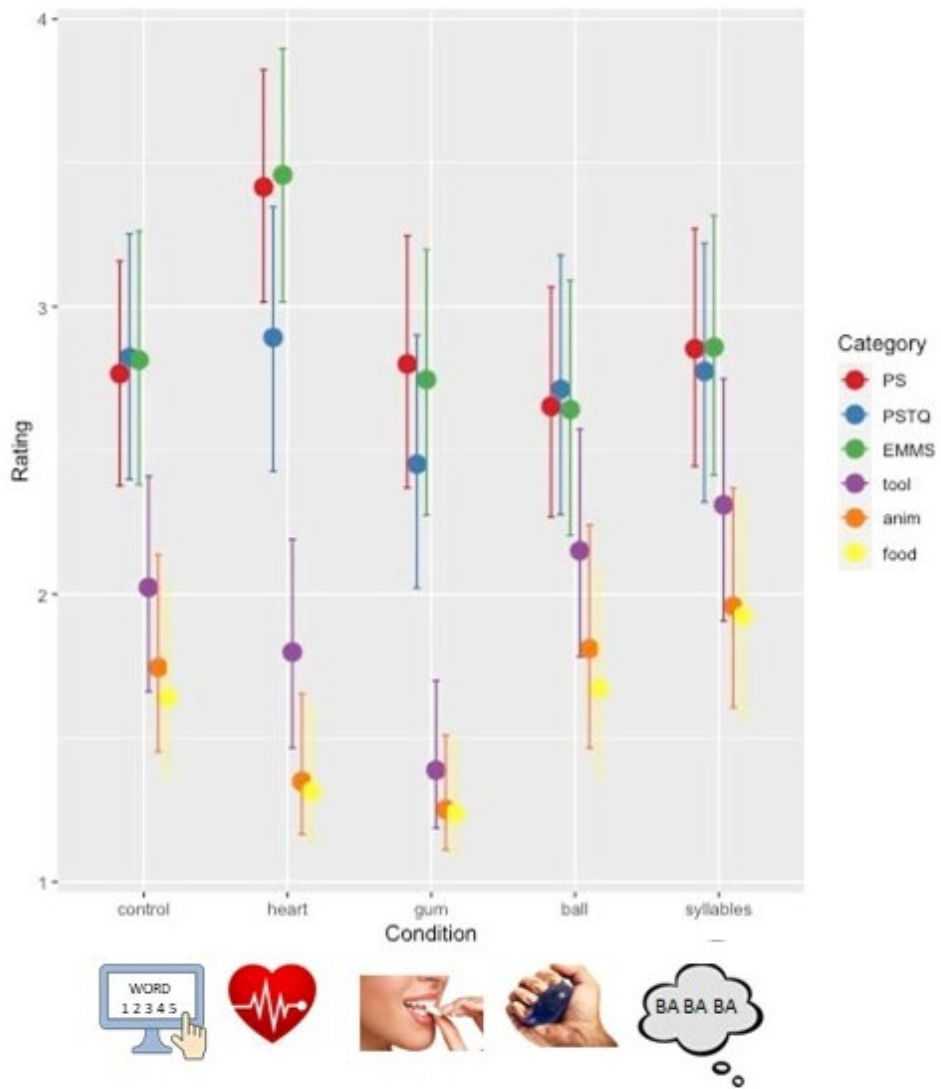 4
3
2
1
Rating
control heart gum ball syllables
Condition
Category
PS
PSTQ
EMMS
tool
anim
food
WORD
1 2 3 4 5
BA BA BA